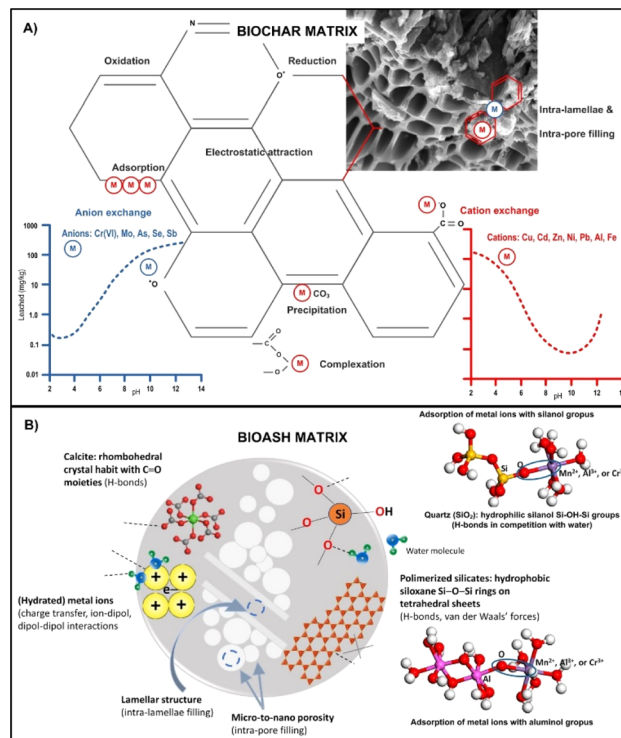 A)
BIOCHAR MATRIX
N
Oxidation
Reduction
O+
M
M
Intra-lamellae &
Intra-pore filling
Electrostatic attraction
Adsorption
M M M
Anion exchange
Anions: Cr(VI), Mo, As, Se, Sb
M
Leached (mg/kg)
1000
100
10
1.0
0.1
0.01
2 4 6 8 10 12 14
pH
M
+O
M
O
C
O
Cation exchange
Cations: Cu, Cd, Zn, Ni, Pb, Al, Fe
M
2 4 6 8 10 12 14
pH
M CO3
Precipitation
C
O
O
M
Complexation
B)
BIOASH MATRIX
Calcite: rhombohedral
crystal habit with C=O
moieties (H-bonds)
O
O
Si
OH
O
Water molecule
(Hydrated) metal ions
(charge transfer, ion-dipol,
dipol-dipol interactions
+ +
e−
+ +
Lamellar structure
(intra-lamellae filling)
Micro-to-nano porosity
(intra-pore filling)
Adsorption of metal ions with silanol gropus
Si
O
Mn2+, Al3+, or Cr3+
Quartz (SiO2): hydrophilic silanol Si-OH-Si groups
(H-bonds in competition with water)
Polimerized silicates: hydrophobic
siloxane Si−O−Si rings on
tetrahedral sheets
(H-bonds, van der Waals' forces)
O
Mn2+, Al3+, or Cr3+
Al
Adsorption of metal ions with aluminol gropus